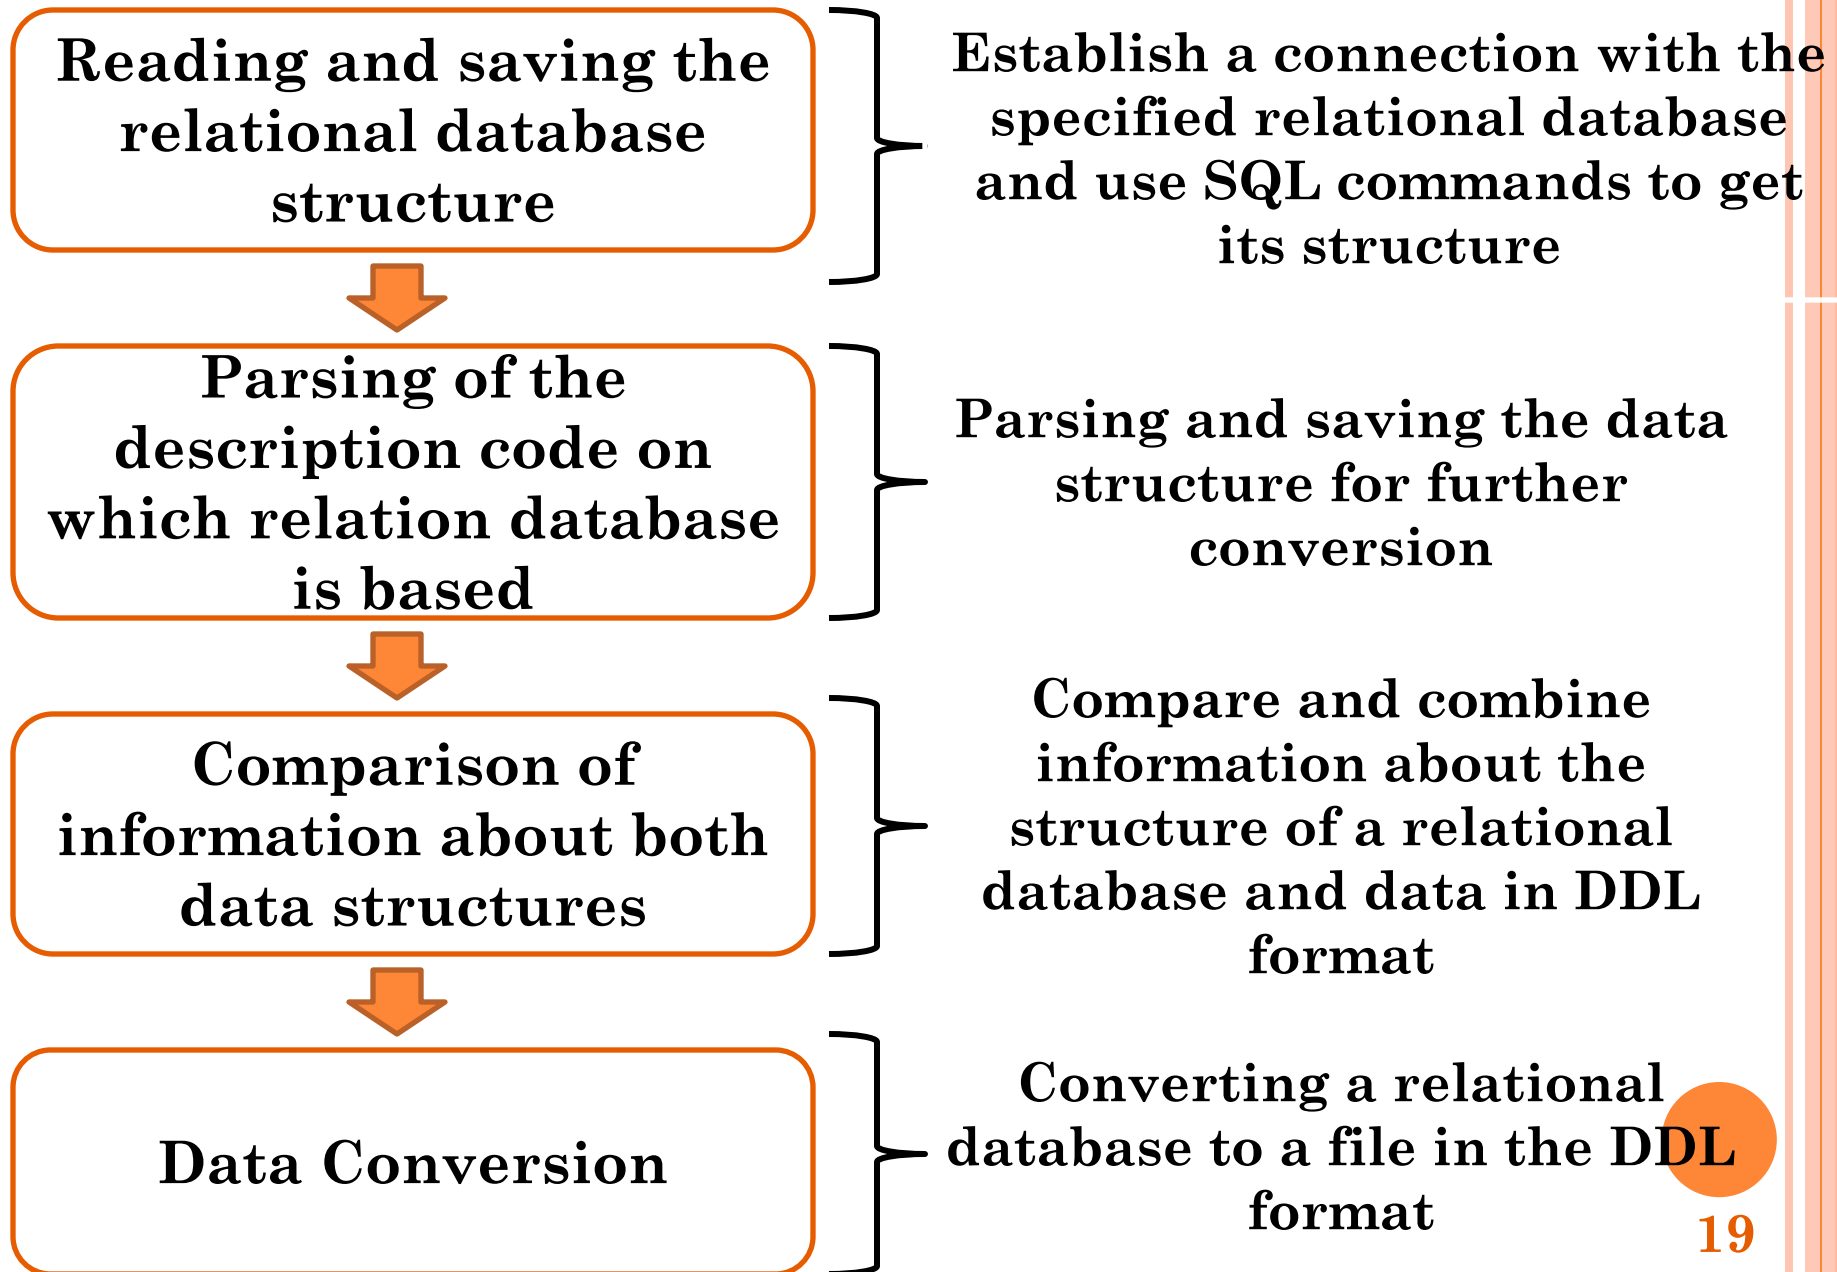 Reading and saving the
relational database
structure
Establish a connection with the
specified relational database
and use SQL commands to get
its structure
Parsing of the
description code on
which relation database
is based
Parsing and saving the data
structure for further
conversion
Comparison of
information about both
data structures
Compare and combine
information about the
structure of a relational
database and data in DDL
format
Data Conversion
Converting a relational
database to a file in the DDL
format
19